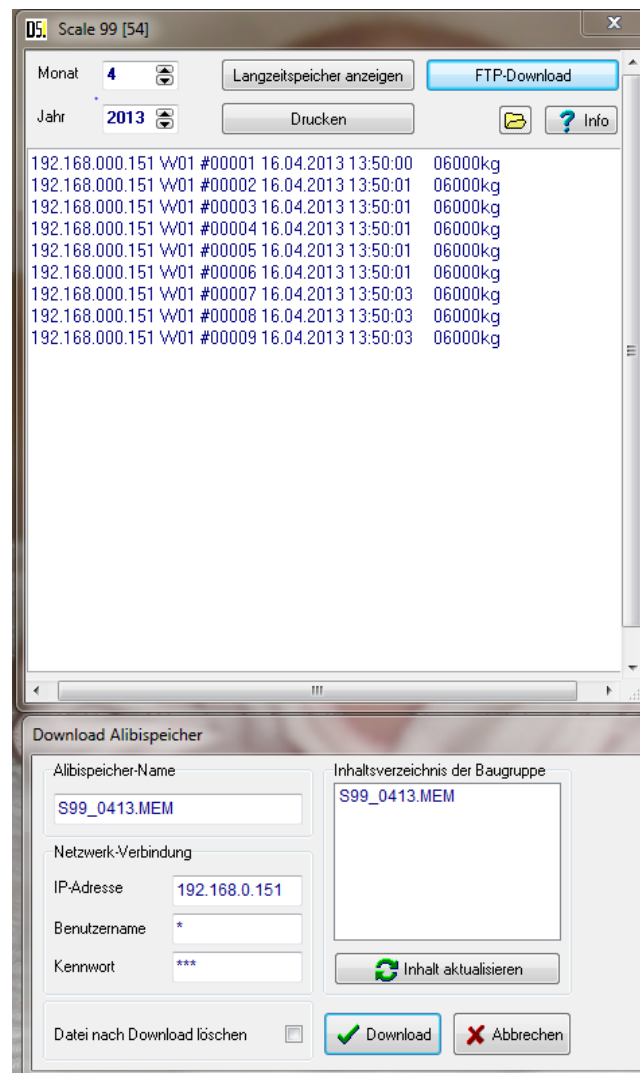 D5. Scale 99 [54]
Monat 4 Langzeitspeicher anzeigen FTP-Download
Jahr 2013 Drucken ? Info
192.168.000.151 W01 #00001 16.04.2013 13:50:00 06000kg
192.168.000.151 W01 #00002 16.04.2013 13:50:01 06000kg
192.168.000.151 W01 #00003 16.04.2013 13:50:01 06000kg
192.168.000.151 W01 #00004 16.04.2013 13:50:01 06000kg
192.168.000.151 W01 #00005 16.04.2013 13:50:01 06000kg
192.168.000.151 W01 #00006 16.04.2013 13:50:01 06000kg
192.168.000.151 W01 #00007 16.04.2013 13:50:03 06000kg
192.168.000.151 W01 #00008 16.04.2013 13:50:03 06000kg
192.168.000.151 W01 #00009 16.04.2013 13:50:03 06000kg
Download Alibispeicher
Alibispeicher-Name
S99_0413.MEM
Netzwerk-Verbindung
IP-Adresse 192.168.0.151
Benutzername *
Kennwort ***
Datei nach Download löschen
Inhaltsverzeichnis der Baugruppe
S99_0413.MEM
Inhalt aktualisieren
Download Abbrechen